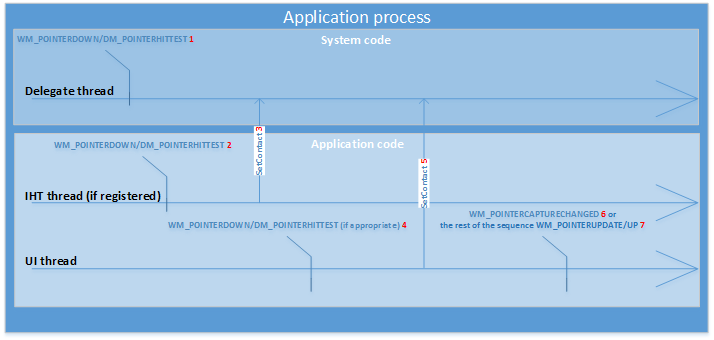 Application process
System code
WM_POINTERDOWN/DM_POINTERHITTEST 1
Delegate thread
Application code
SetContact 3
WM_POINTERDOWN/DM_POINTERHITTEST 2
SetContact 5
IHT thread (if registered)
WM_POINTERDOWN/DM_POINTERHITTEST (if appropriate) 4
WM_POINTERCAPTURECHANGED 6 or
the rest of the sequence WM_POINTERUPDATE/UP 7
UI thread